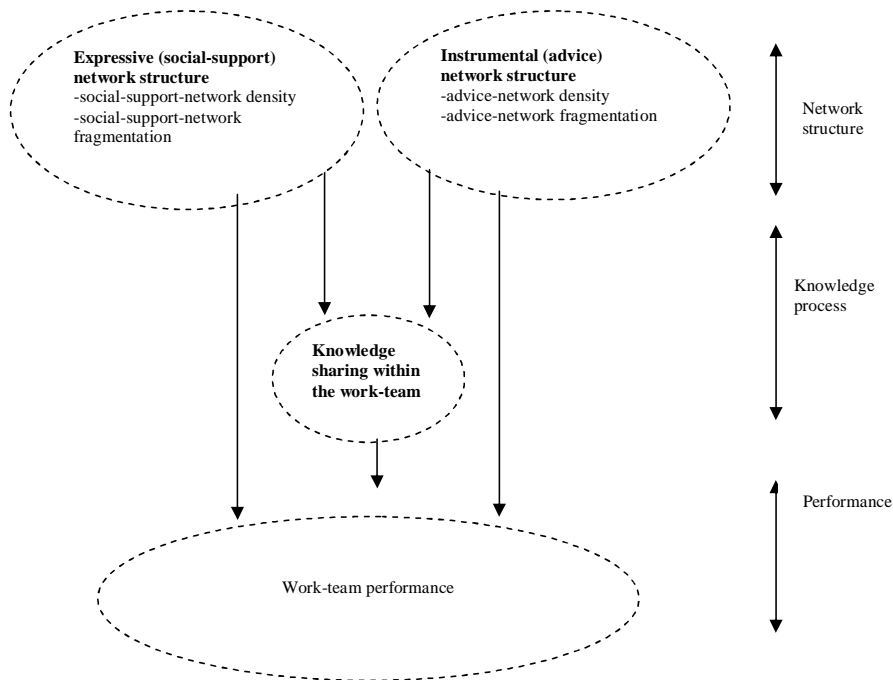 Expressive (social-support)
network structure
-social-support-network density
-social-support-network
fragmentation
Instrumental (advice)
network structure
-advice-network density
-advice-network fragmentation
Network
structure
Knowledge
process
Knowledge
sharing within
the work-team
Performance
Work-team performance